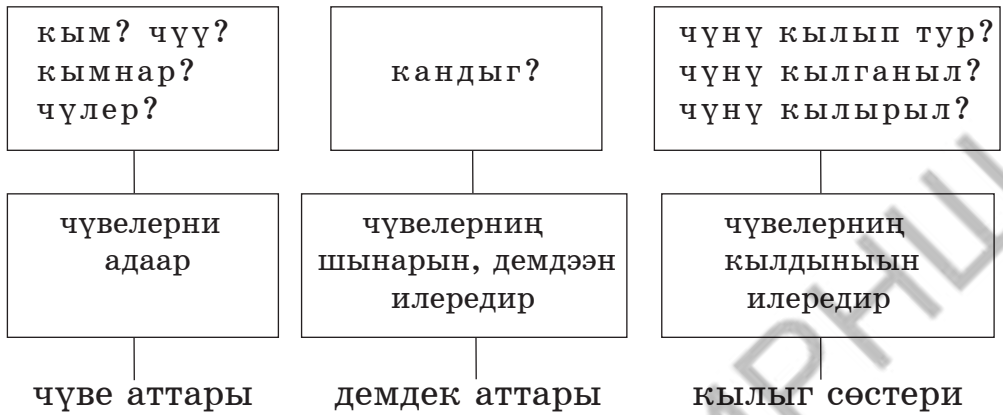 кым? чүү?
кымнар?
чүлер?
кандыг?
чүнү кылып тур?
чүнү кылганыл?
чүнү кылырыл?
чүвелерни
адаар
чүвелерниң
шынарын, демдээн
илередир
чүвелерниң
кылдыныын
илередир
чүве аттары
демдек аттары
кылыг сөстери